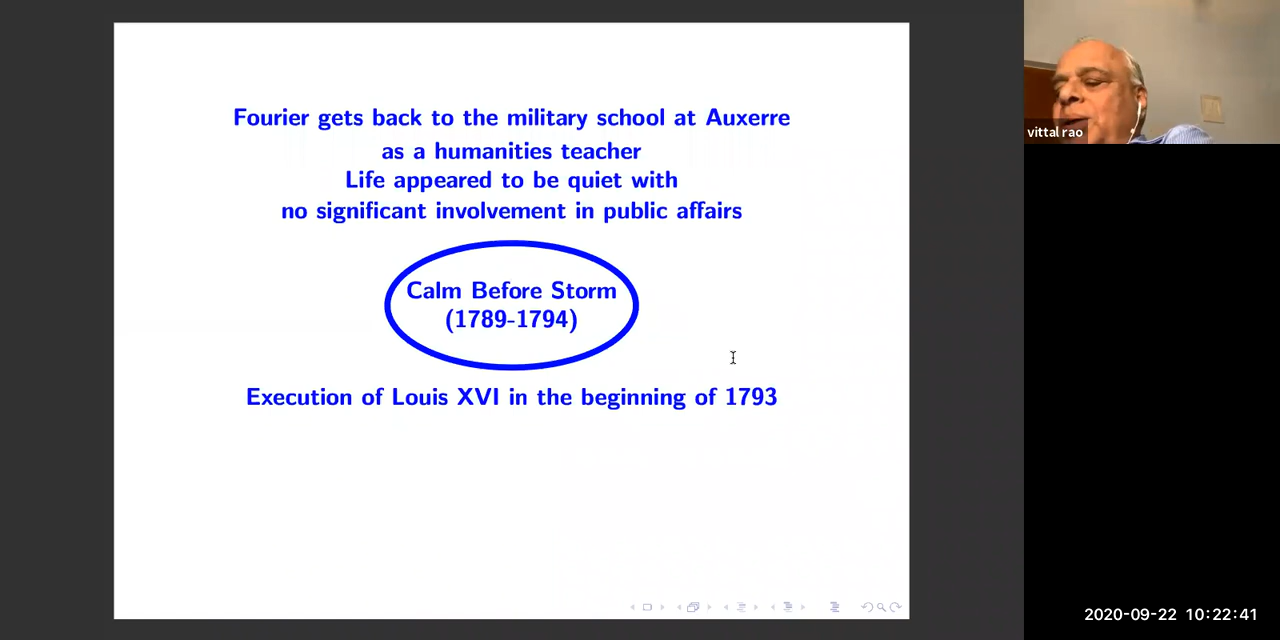 Fourier gets back to the military school at Auxerre
as a humanities teacher
Life appeared to be quiet with
no significant involvement in public affairs
Calm Before Storm
(1789-1794)
Execution of Louis XVI in the beginning of 1793
vittal rao
2020-09-22 10:22:41